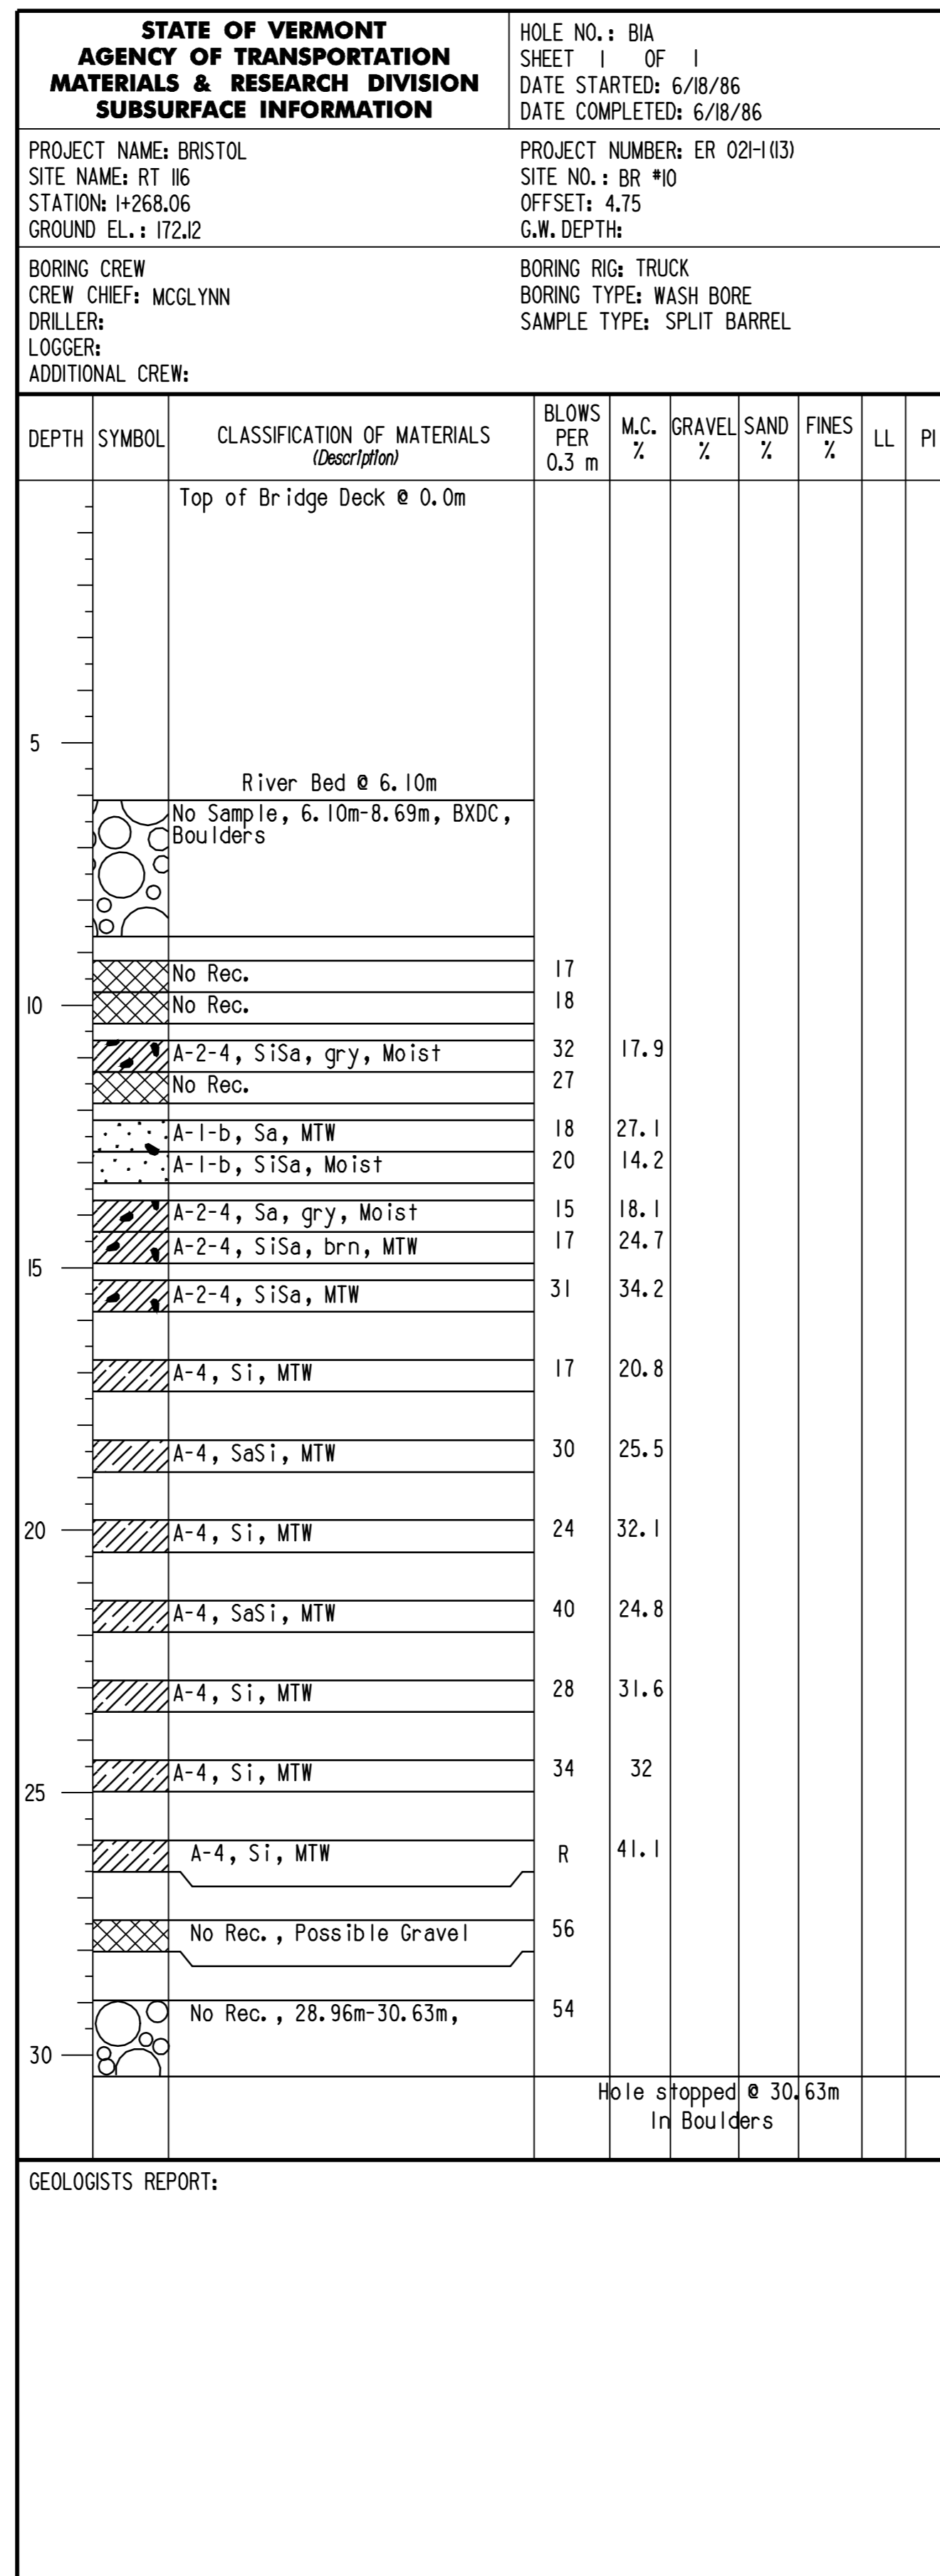 STATE OF VERMONT
AGENCY OF TRANSPORTATION
MATERIALS & RESEARCH DIVISION
SUBSURFACE INFORMATION
HOLE NO.: B1A
SHEET 1 OF 1
DATE STARTED: 6/18/86
DATE COMPLETED: 6/18/86
PROJECT NAME: BRISTOL
SITE NAME: RT 116
STATION: 1+268.06
GROUND EL.: 172.12
PROJECT NUMBER: ER 021-1(13)
SITE NO.: BR #10
OFFSET: 4.75
G.W. DEPTH:
BORING CREW
CREW CHIEF: MCGLYNN
DRILLER:
LOGGER:
ADDITIONAL CREW:
BORING RIG: TRUCK
BORING TYPE: WASH BORE
SAMPLE TYPE: SPLIT BARREL
DEPTH SYMBOL CLASSIFICATION OF MATERIALS (Description) BLOWS PER 0.3 m M.C. % GRAVEL % SAND % FINES % LL PI
Top of Bridge Deck @ 0.0m
5
River Bed @ 6.10m
No Sample, 6.10m-8.69m, BXDC,
Boulders
No Rec. 17
10 No Rec. 18
A-2-4, SiSa, gry, Moist 32 17.9
No Rec. 27
A-1-b, Sa, MTW 18 27.1
A-1-b, SiSa, Moist 20 14.2
A-2-4, Sa, gry, Moist 15 18.1
A-2-4, SiSa, brn, MTW 17 24.7
15
A-2-4, SiSa, MTW 31 34.2
A-4, Si, MTW 17 20.8
A-4, SaSi, MTW 30 25.5
20 A-4, Si, MTW 24 32.1
A-4, SaSi, MTW 40 24.8
A-4, Si, MTW 28 31.6
A-4, Si, MTW 34 32
25
A-4, Si, MTW R 41.1
No Rec., Possible Gravel 56
No Rec., 28.96m-30.63m, 54
30
Hole stopped @ 30.63m
In Boulders
GEOLOGISTS REPORT: